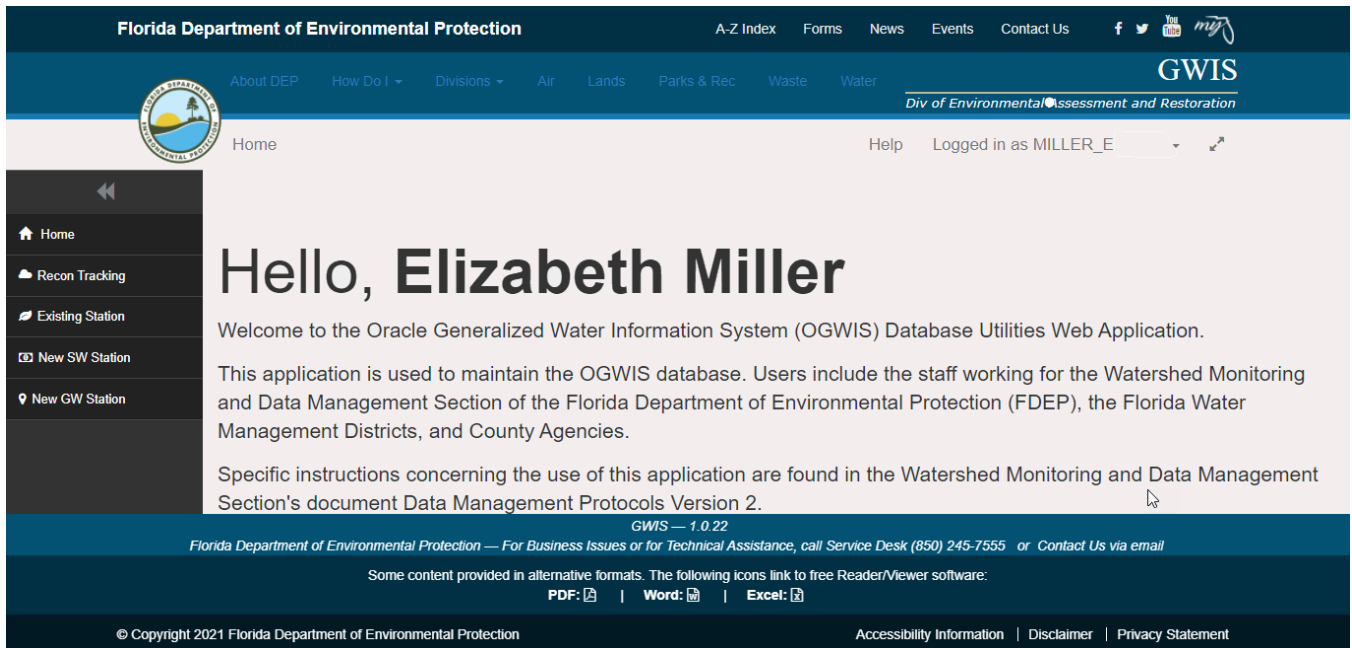 Florida Department of Environmental Protection
A-Z Index Forms News Events Contact Us
You Tube
About DEP How Do I Divisions Air Lands Parks & Rec Waste Water
GWIS
Div of Environmental Assessment and Restoration
FLORIDA DEPARTMENT OF ENVIRONMENTAL PROTECTION
Home Help Logged in as MILLER_E
Home
Recon Tracking
Existing Station
New SW Station
New GW Station
Hello, Elizabeth Miller
Welcome to the Oracle Generalized Water Information System (OGWIS) Database Utilities Web Application.
This application is used to maintain the OGWIS database. Users include the staff working for the Watershed Monitoring
and Data Management Section of the Florida Department of Environmental Protection (FDEP), the Florida Water
Management Districts, and County Agencies.
Specific instructions concerning the use of this application are found in the Watershed Monitoring and Data Management
Section's document Data Management Protocols Version 2.
GWIS — 1.0.22
Florida Department of Environmental Protection — For Business Issues or for Technical Assistance, call Service Desk (850) 245-7555 or Contact Us via email
Some content provided in alternative formats. The following icons link to free Reader/Viewer software:
PDF: | Word: | Excel:
© Copyright 2021 Florida Department of Environmental Protection
Accessibility Information | Disclaimer | Privacy Statement